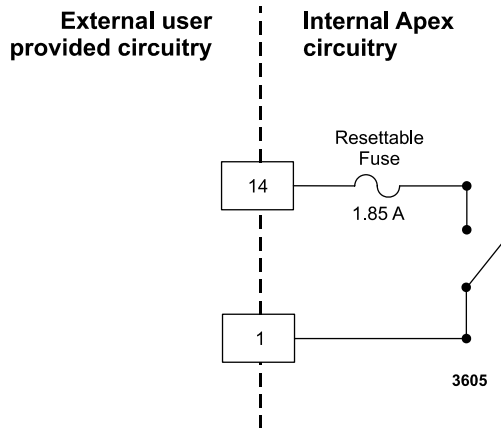 External user
provided circuitry
Internal Apex
circuitry
Resettable
Fuse
14
1.85 A
1
3605